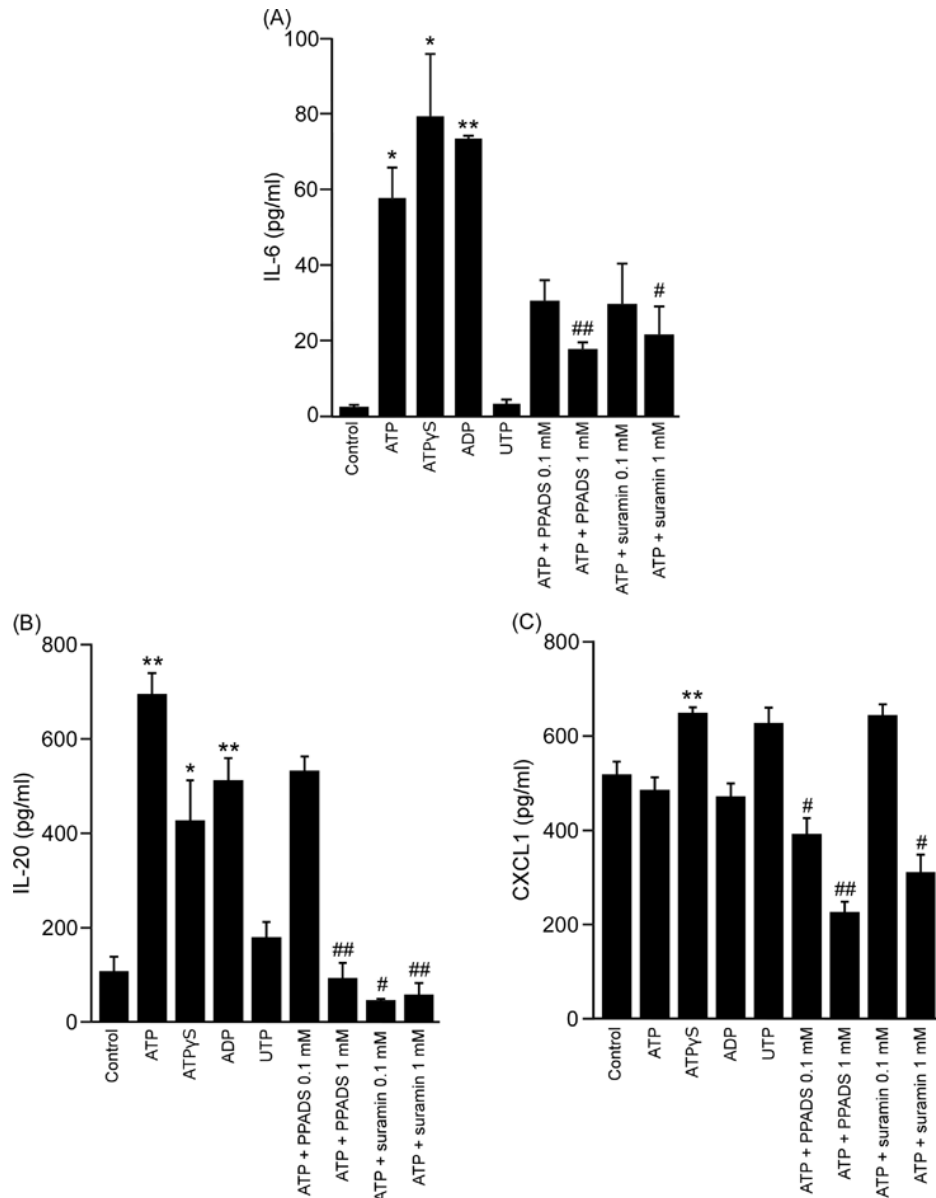 (A)
100
80
60
40
20
0
IL-6 (pg/ml)
*
*
**
##
#
Control
ATP
ATPγS
ADP
UTP
ATP + PPADS 0.1 mM
ATP + PPADS 1 mM
ATP + suramin 0.1 mM
ATP + suramin 1 mM
(B)
800
600
400
200
0
IL-20 (pg/ml)
**
*
**
##
#
##
Control
ATP
ATPγS
ADP
UTP
ATP + PPADS 0.1 mM
ATP + PPADS 1 mM
ATP + suramin 0.1 mM
ATP + suramin 1 mM
(C)
800
600
400
200
0
CXCL1 (pg/ml)
**
#
##
#
Control
ATP
ATPγS
ADP
UTP
ATP + PPADS 0.1 mM
ATP + PPADS 1 mM
ATP + suramin 0.1 mM
ATP + suramin 1 mM